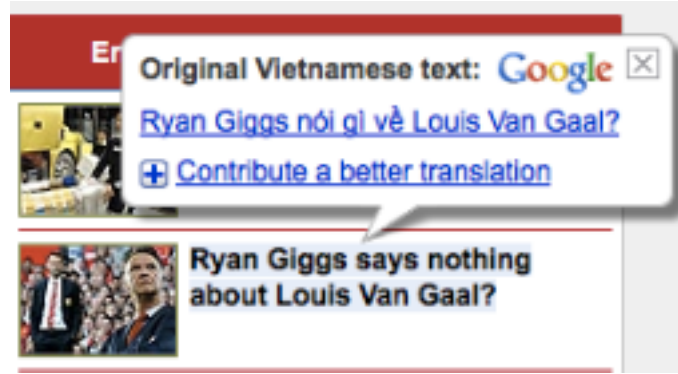 En
Original Vietnamese text: Google
Ryan Giggs nói gì về Louis Van Gaal?
Contribute a better translation
Ryan Giggs says nothing
about Louis Van Gaal?